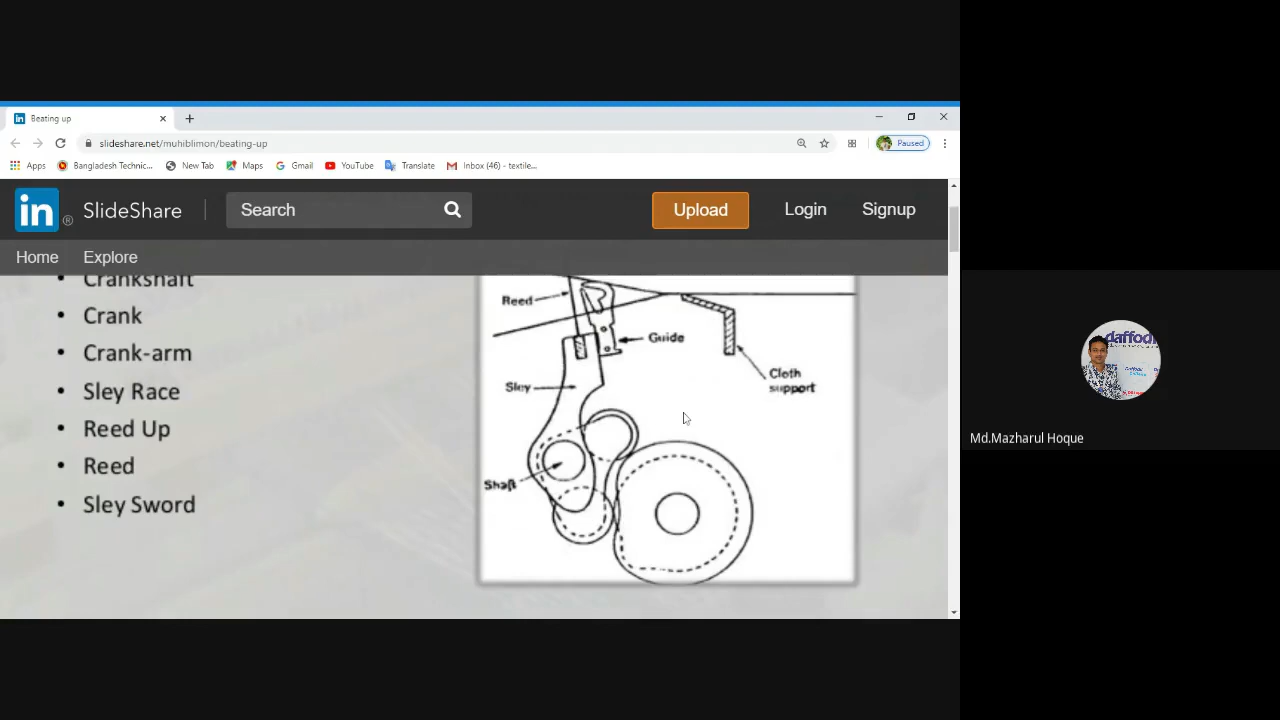 Beating up
slideshare.net/muhiblimon/beating-up
Paused
Apps Bangladesh Technic... New Tab Maps Gmail YouTube Translate Inbox (46) - textile...
in ® SlideShare Search Upload Login Signup
Home Explore
• Crankshaft
• Crank
• Crank-arm
• Sley Race
• Reed Up
• Reed
• Sley Sword
Reed
Guide
Sley
Cloth
support
Shaft
daffodi
Md.Mazharul Hoque